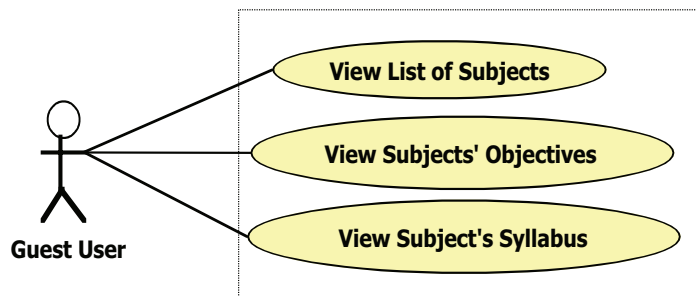 View List of Subjects
View Subjects' Objectives
View Subject's Syllabus
Guest User